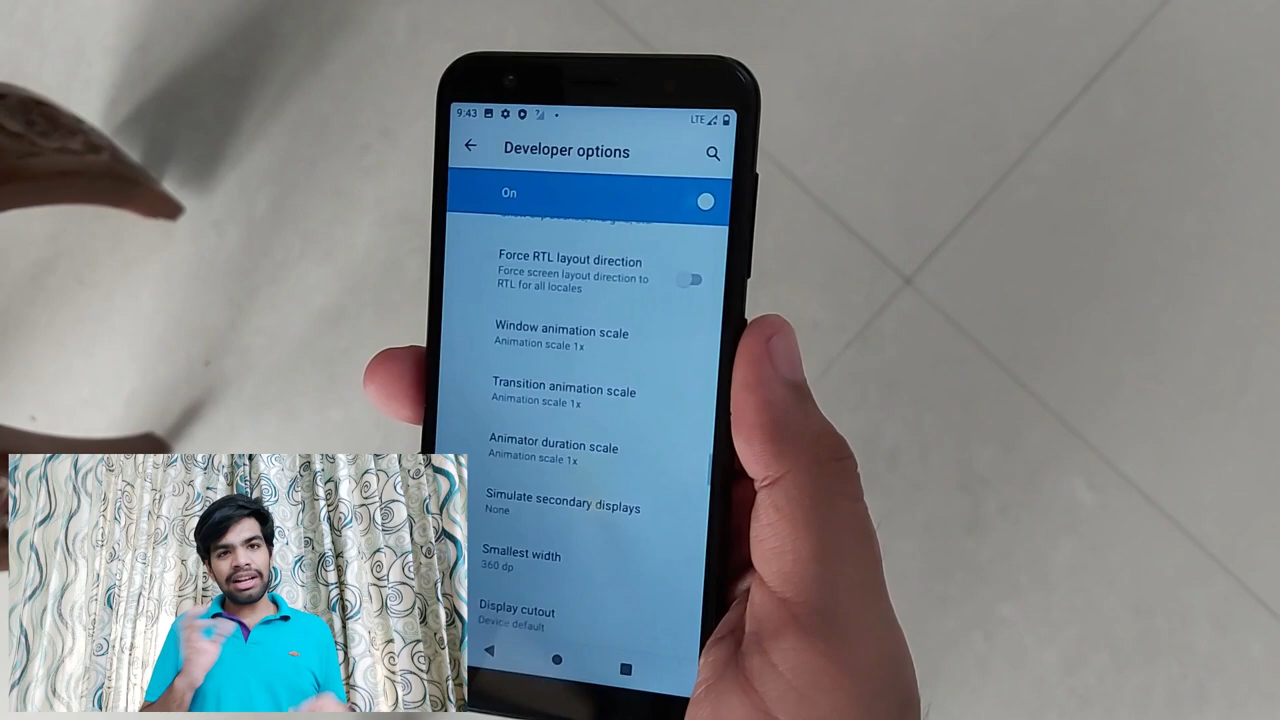 9:43
LTE
Developer options
On
Force RTL layout direction
Force screen layout direction to
RTL for all locales
Window animation scale
Animation scale 1x
Transition animation scale
Animation scale 1x
Animator duration scale
Animation scale 1x
Simulate secondary displays
None
Smallest width
360 dp
Display cutout
Device default